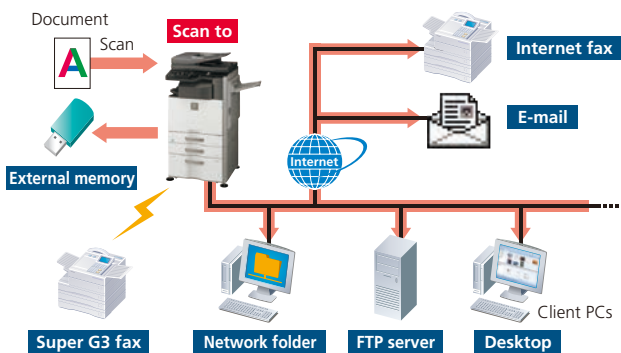 Document
Scan
A
Scan to
Internet fax
E-mail
Internet
External memory
Super G3 fax
Network folder
FTP server
Desktop
Client PCs